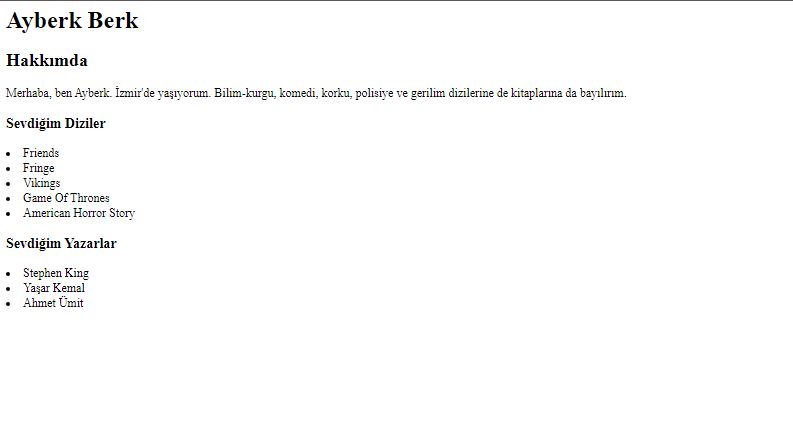 Ayberk Berk
Hakkımda
Merhaba, ben Ayberk. İzmir'de yaşıyorum. Bilim-kurgu, komedi, korku, polisiye ve gerilim dizilerine de kitaplarına da bayılırım.
Sevdiğim Diziler
• Friends
• Fringe
• Vikings
• Game Of Thrones
• American Horror Story
Sevdiğim Yazarlar
• Stephen King
• Yaşar Kemal
• Ahmet Ümit